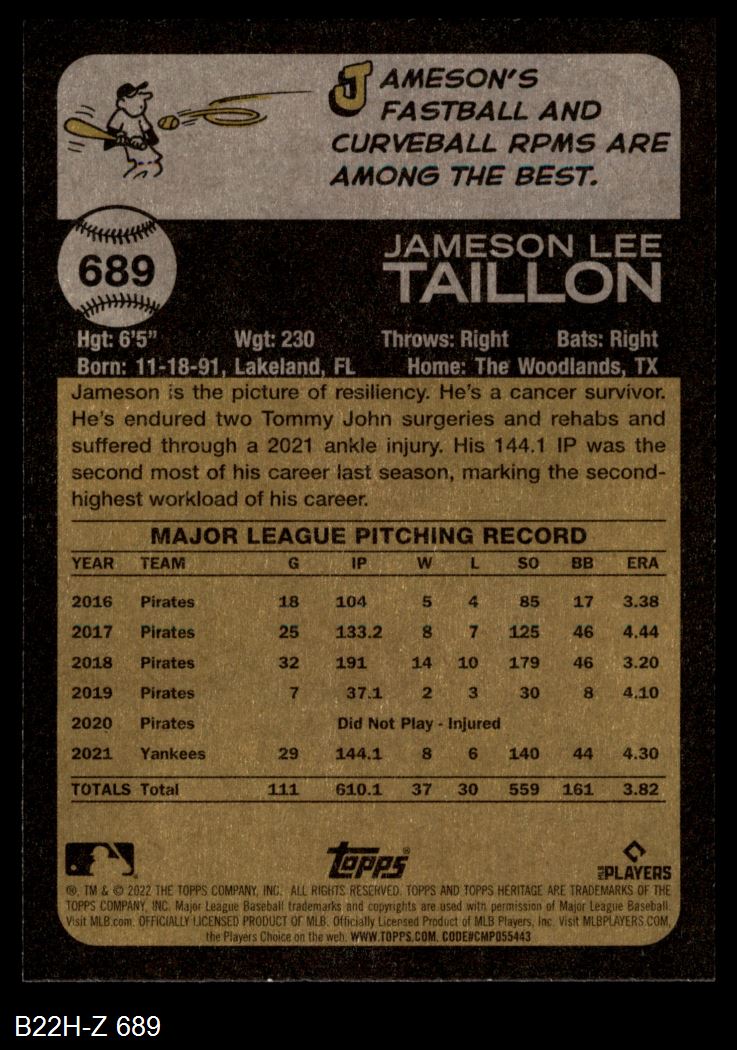 JAMESON'S
FASTBALL AND
CURVEBALL RPMS ARE
AMONG THE BEST.
689
JAMESON LEE
TAILLON
Hgt: 6'5" Wgt: 230 Throws: Right Bats: Right
Born: 11-18-91, Lakeland, FL Home: The Woodlands, TX
Jameson is the picture of resiliency. He's a cancer survivor.
He's endured two Tommy John surgeries and rehabs and
suffered through a 2021 ankle injury. His 144.1 IP was the
second most of his career last season, marking the second-
highest workload of his career.
MAJOR LEAGUE PITCHING RECORD
YEAR TEAM G IP W L SO BB ERA
2016 Pirates 18 104 5 4 85 17 3.38
2017 Pirates 25 133.2 8 7 125 46 4.44
2018 Pirates 32 191 14 10 179 46 3.20
2019 Pirates 7 37.1 2 3 30 8 4.10
2020 Pirates Did Not Play - Injured
2021 Yankees 29 144.1 8 6 140 44 4.30
TOTALS Total 111 610.1 37 30 559 161 3.82
Topps®
MLB PLAYERS
®, TM & © 2022 THE TOPPS COMPANY, INC. ALL RIGHTS RESERVED. TOPPS AND TOPPS HERITAGE ARE TRADEMARKS OF THE
TOPPS COMPANY, INC. Major League Baseball trademarks and copyrights are used with permission of Major League Baseball.
Visit MLB.com. OFFICIALLY LICENSED PRODUCT OF MLB. Officially Licensed Product of MLB Players, Inc. Visit MLBPLAYERS.COM,
the Players Choice on the web. WWW.TOPPS.COM. CODE#CMP055443
B22H-Z 689